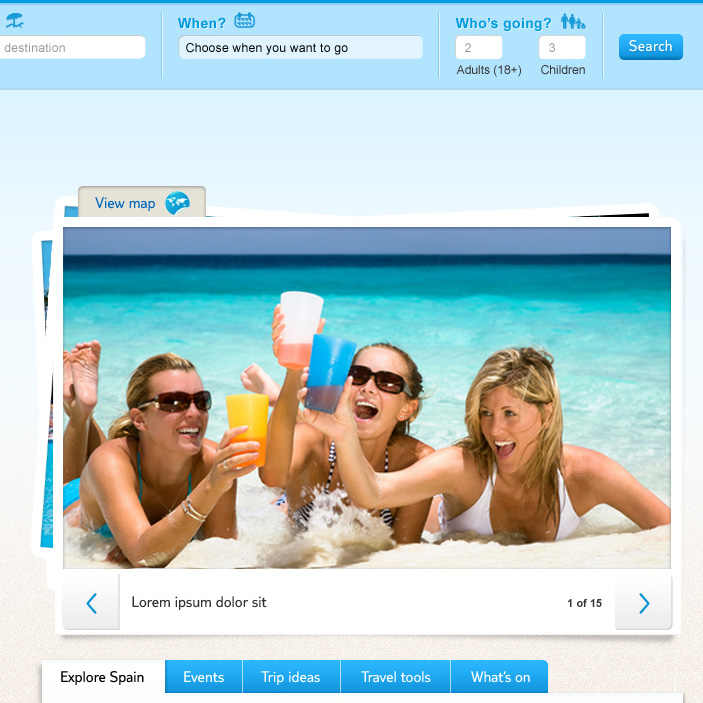 When?
Who's going?
destination
Choose when you want to go
2
3
Search
Adults (18+)
Children
View map
Lorem ipsum dolor sit
1 of 15
Explore Spain
Events
Trip ideas
Travel tools
What's on